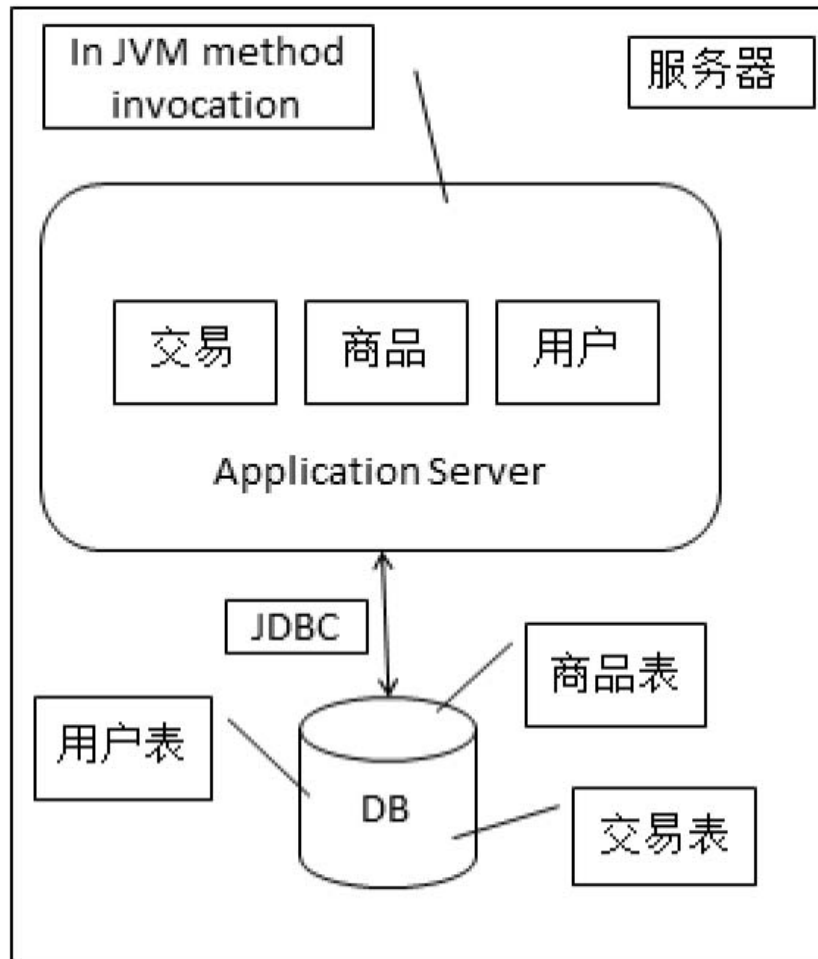 In JVM method
invocation
服务器
交易
商品
用户
Application Server
JDBC
商品表
用户表
DB
交易表